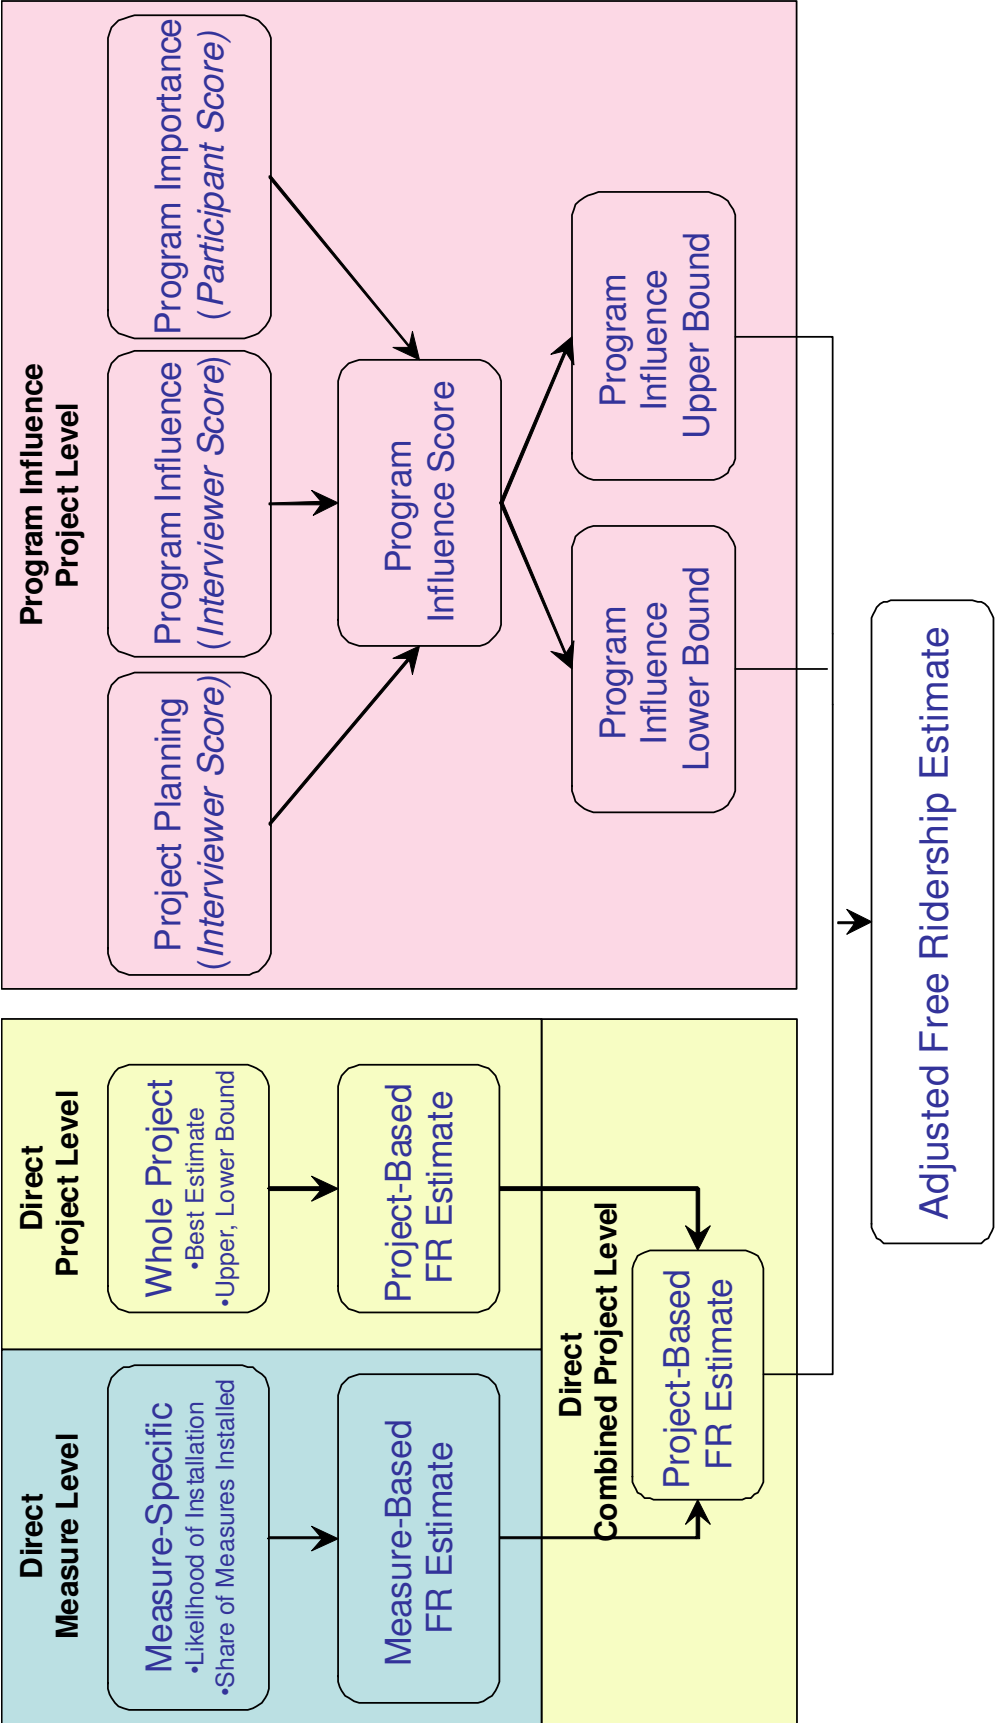 Direct
Measure Level
Measure-Specific
•Likelihood of Installation
•Share of Measures Installed
Measure-Based
FR Estimate
Direct
Project Level
Whole Project
•Best Estimate
•Upper, Lower Bound
Project-Based
FR Estimate
Direct
Combined Project Level
Project-Based
FR Estimate
Program Influence
Project Level
Project Planning
(Interviewer Score)
Program Influence
(Interviewer Score)
Program Importance
(Participant Score)
Program
Influence Score
Program
Influence
Lower Bound
Program
Influence
Upper Bound
Adjusted Free Ridership Estimate